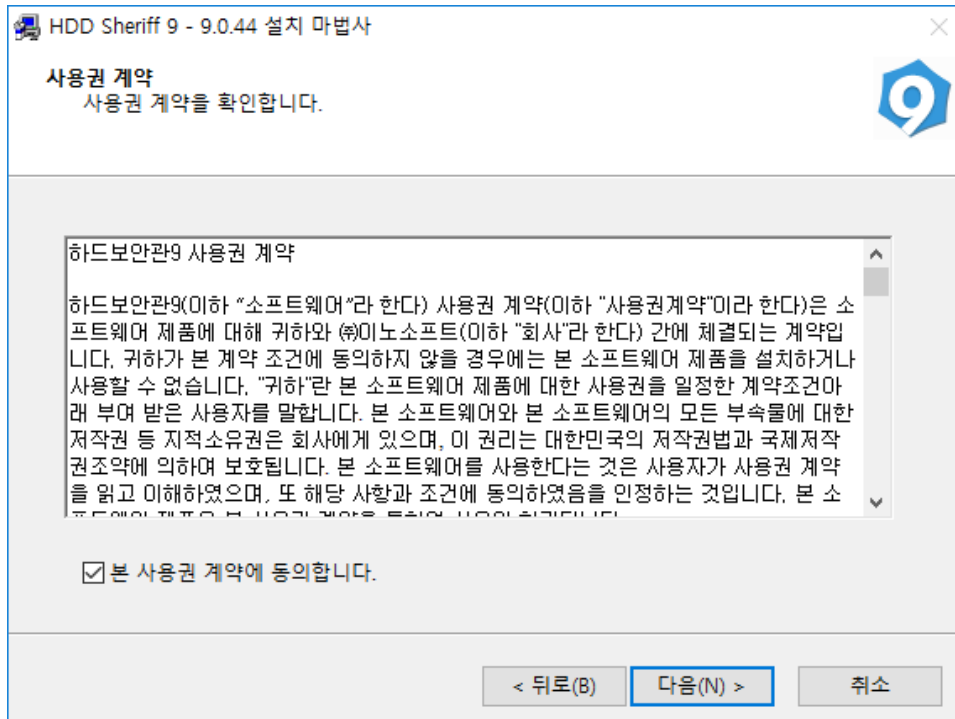 HDD Sheriff 9 - 9.0.44 설치 마법사
사용권 계약
사용권 계약을 확인합니다.
9
하드보안관9 사용권 계약
하드보안관9(이하 “소프트웨어”라 한다) 사용권 계약(이하 "사용권계약"이라 한다)은 소
프트웨어 제품에 대해 귀하와 ㈜이노소프트(이하 "회사"라 한다) 간에 체결되는 계약입
니다. 귀하가 본 계약 조건에 동의하지 않을 경우에는 본 소프트웨어 제품을 설치하거나
사용할 수 없습니다. "귀하"란 본 소프트웨어 제품에 대한 사용권을 일정한 계약조건아
래 부여 받은 사용자를 말합니다. 본 소프트웨어와 본 소프트웨어의 모든 부속물에 대한
저작권 등 지적소유권은 회사에게 있으며, 이 권리는 대한민국의 저작권법과 국제저작
권조약에 의하여 보호됩니다. 본 소프트웨어를 사용한다는 것은 사용자가 사용권 계약
을 읽고 이해하였으며, 또 해당 사항과 조건에 동의하였음을 인정하는 것입니다. 본 소
본 사용권 계약에 동의합니다.
< 뒤로(B)
다음(N) >
취소